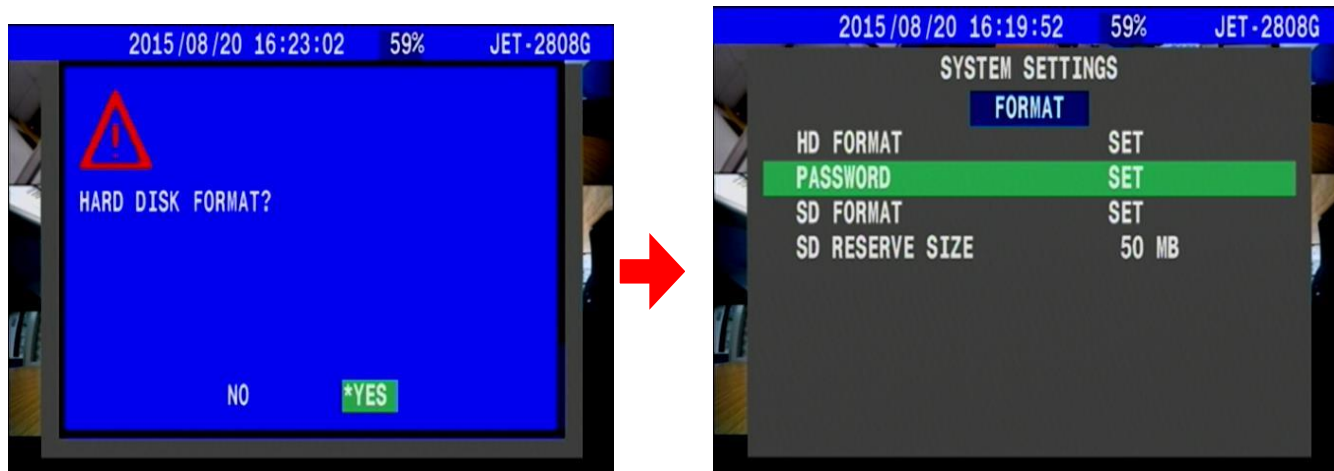 2015/08/20 16:23:02 59% JET-2808G
HARD DISK FORMAT?
NO *YES
2015/08/20 16:19:52 59% JET-2808G
SYSTEM SETTINGS
FORMAT
HD FORMAT SET
PASSWORD SET
SD FORMAT SET
SD RESERVE SIZE 50 MB